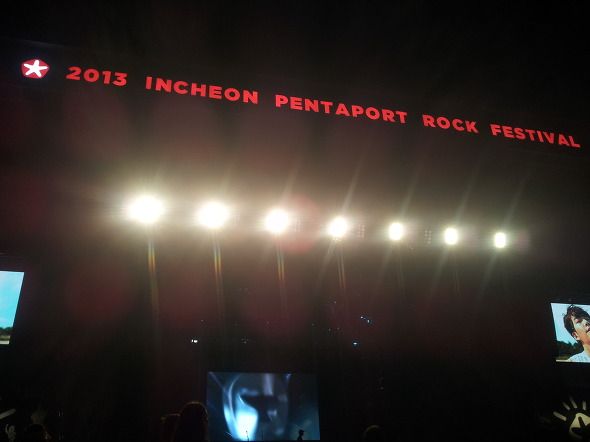 2013 INCHEON PENTAPORT ROCK FESTIVAL